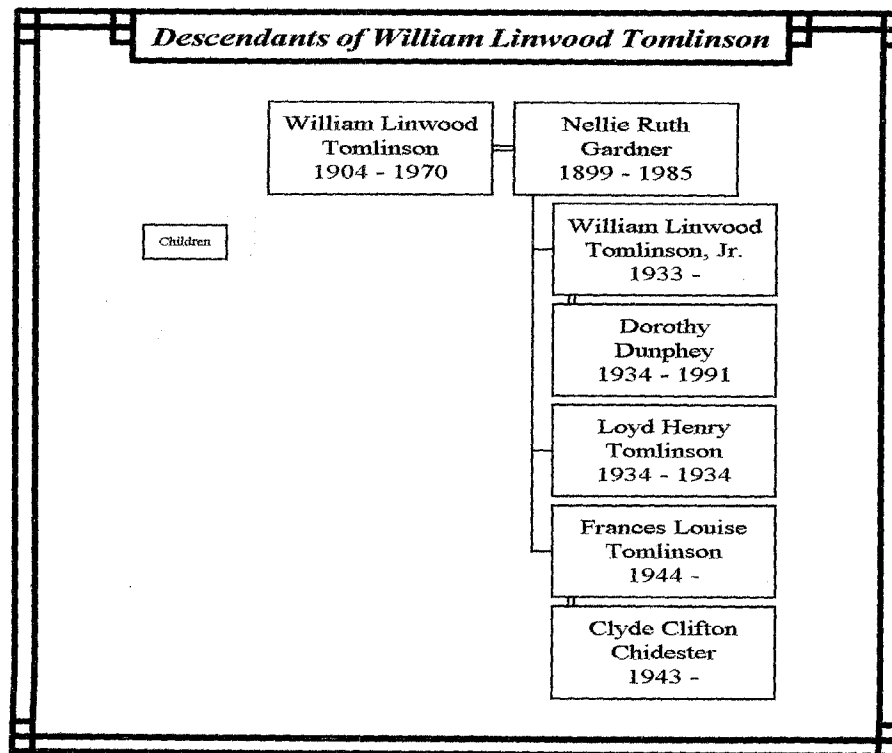 Descendants of William Linwood Tomlinson
William Linwood
Tomlinson
1904 - 1970
Nellie Ruth
Gardner
1899 - 1985
Children
William Linwood
Tomlinson, Jr.
1933 -
Dorothy
Dunphey
1934 - 1991
Loyd Henry
Tomlinson
1934 - 1934
Frances Louise
Tomlinson
1944 -
Clyde Clifton
Chidester
1943 -